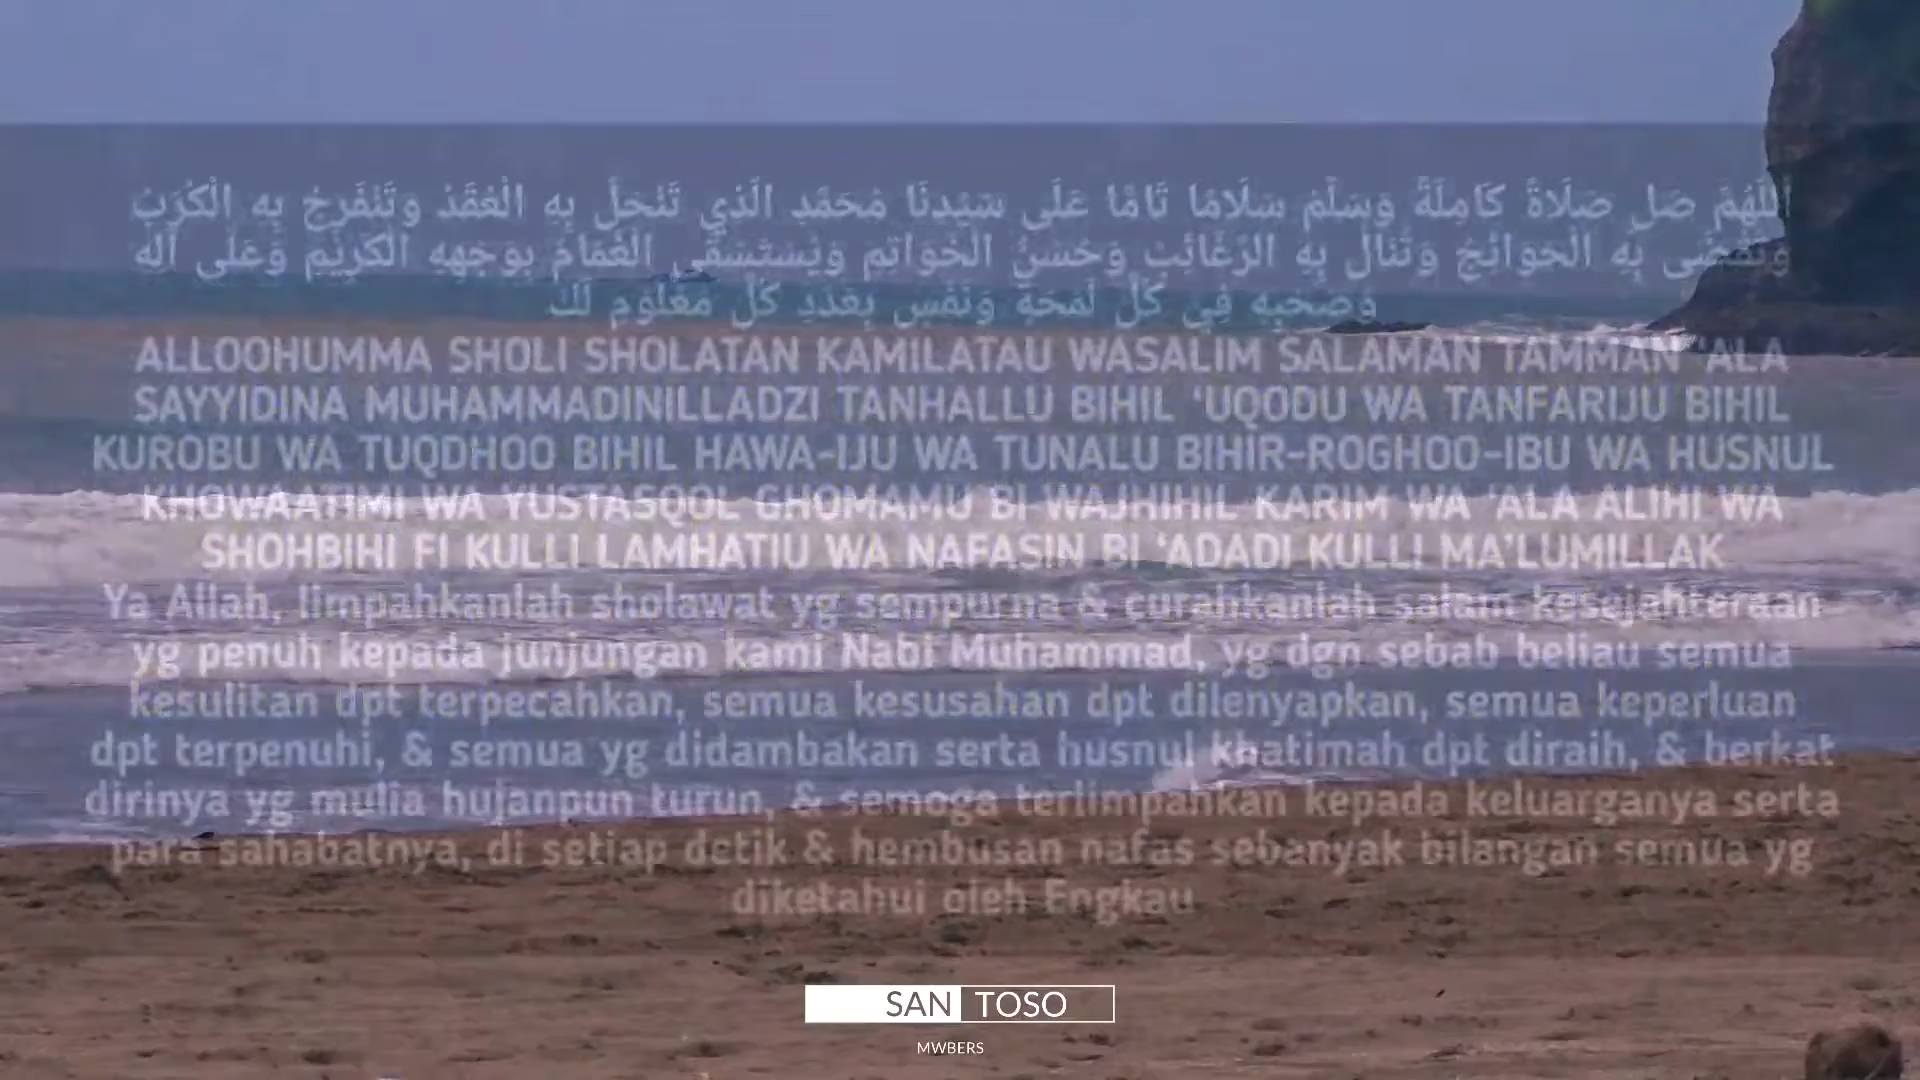 اَللّٰهُمَّ صَلِّ صَلَاةً كَامِلَةً وَسَلِّمْ سَلَامًا تَامًّا عَلَى سَيِّدِنَا مُحَمَّدِ الَّذِي تَنْحَلُّ بِهِ الْعُقَدُ وَتَنْفَرِجُ بِهِ الْكُرَبُ
وَتُقْضَى بِهِ الْحَوَائِجُ وَتُنَالُ بِهِ الرَّغَائِبُ وَحُسْنُ الْخَوَاتِمِ وَيُسْتَسْقَى الْغَمَامُ بِوَجْهِهِ الْكَرِيْمِ وَعَلَى آلِهِ
وَصَحْبِهِ فِي كُلِّ لَمْحَةٍ وَنَفَسٍ بِعَدَدِ كُلِّ مَعْلُوْمٍ لَكَ
ALLOOHUMMA SHOLI SHOLATAN KAMILATAU WASALIM SALAMAN TAMMAN ‘ALA
SAYYIDINA MUHAMMADINILLADZI TANHALLU BIHIL ‘UQODU WA TANFARIJU BIHIL
KUROBU WA TUQDHOO BIHIL HAWA-IJU WA TUNALU BIHIR-ROGHOO-IBU WA HUSNUL
KHOWAATIMI WA YUSTASQOL GHOMAMU BI WAJHIHIL KARIM WA ‘ALA ALIHI WA
SHOHBIHI FI KULLI LAMHATIU WA NAFASIN BI ‘ADADI KULLI MA’LUMILLAK
Ya Allah, limpahkanlah sholawat yg sempurna & curahkanlah salam kesejahteraan
yg penuh kepada junjungan kami Nabi Muhammad, yg dgn sebab beliau semua
kesulitan dpt terpecahkan, semua kesusahan dpt dilenyapkan, semua keperluan
dpt terpenuhi, & semua yg didambakan serta husnul khatimah dpt diraih, & berkat
dirinya yg mulia hujanpun turun, & semoga terlimpahkan kepada keluarganya serta
para sahabatnya, di setiap detik & hembusan nafas sebanyak bilangan semua yg
diketahui oleh Engkau
SAN TOSO
MWBERS